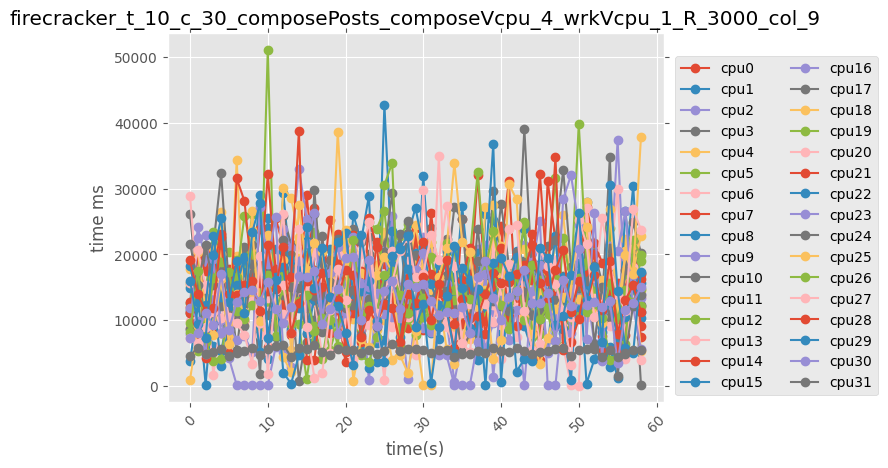 firecracker_t_10_c_30_composePosts_composeVcpu_4_wrkVcpu_1_R_3000_col_9
50000
40000
30000
20000
10000
0
time ms
0 10 20 30 40 50 60
time(s)
cpu0 cpu16
cpu1 cpu17
cpu2 cpu18
cpu3 cpu19
cpu4 cpu20
cpu5 cpu21
cpu6 cpu22
cpu7 cpu23
cpu8 cpu24
cpu9 cpu25
cpu10 cpu26
cpu11 cpu27
cpu12 cpu28
cpu13 cpu29
cpu14 cpu30
cpu15 cpu31